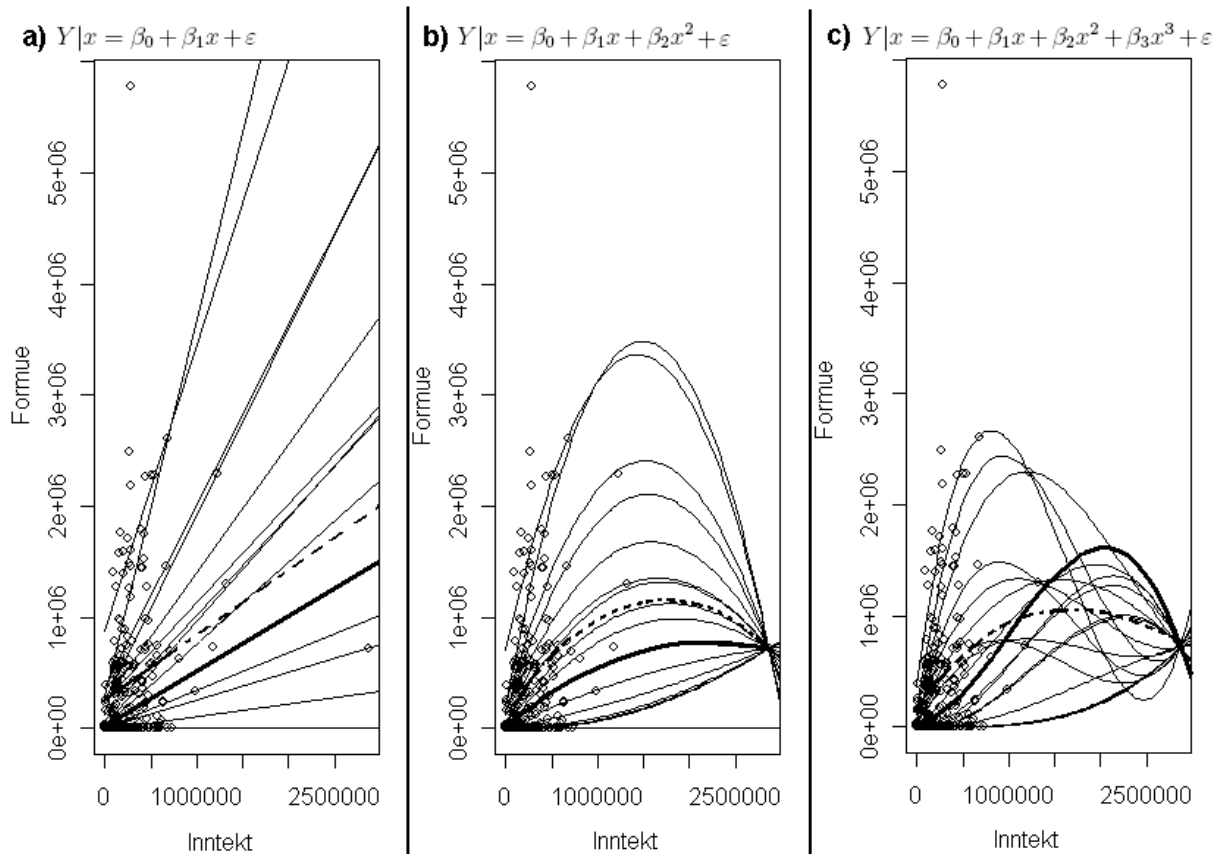 a) Y|x = β₀ + β₁x + ε
Formue
0e+00 1e+06 2e+06 3e+06 4e+06 5e+06
0 1000000 2500000
Inntekt
b) Y|x = β₀ + β₁x + β₂x² + ε
Formue
0e+00 1e+06 2e+06 3e+06 4e+06 5e+06
0 1000000 2500000
Inntekt
c) Y|x = β₀ + β₁x + β₂x² + β₃x³ + ε
Formue
0e+00 1e+06 2e+06 3e+06 4e+06 5e+06
0 1000000 2500000
Inntekt